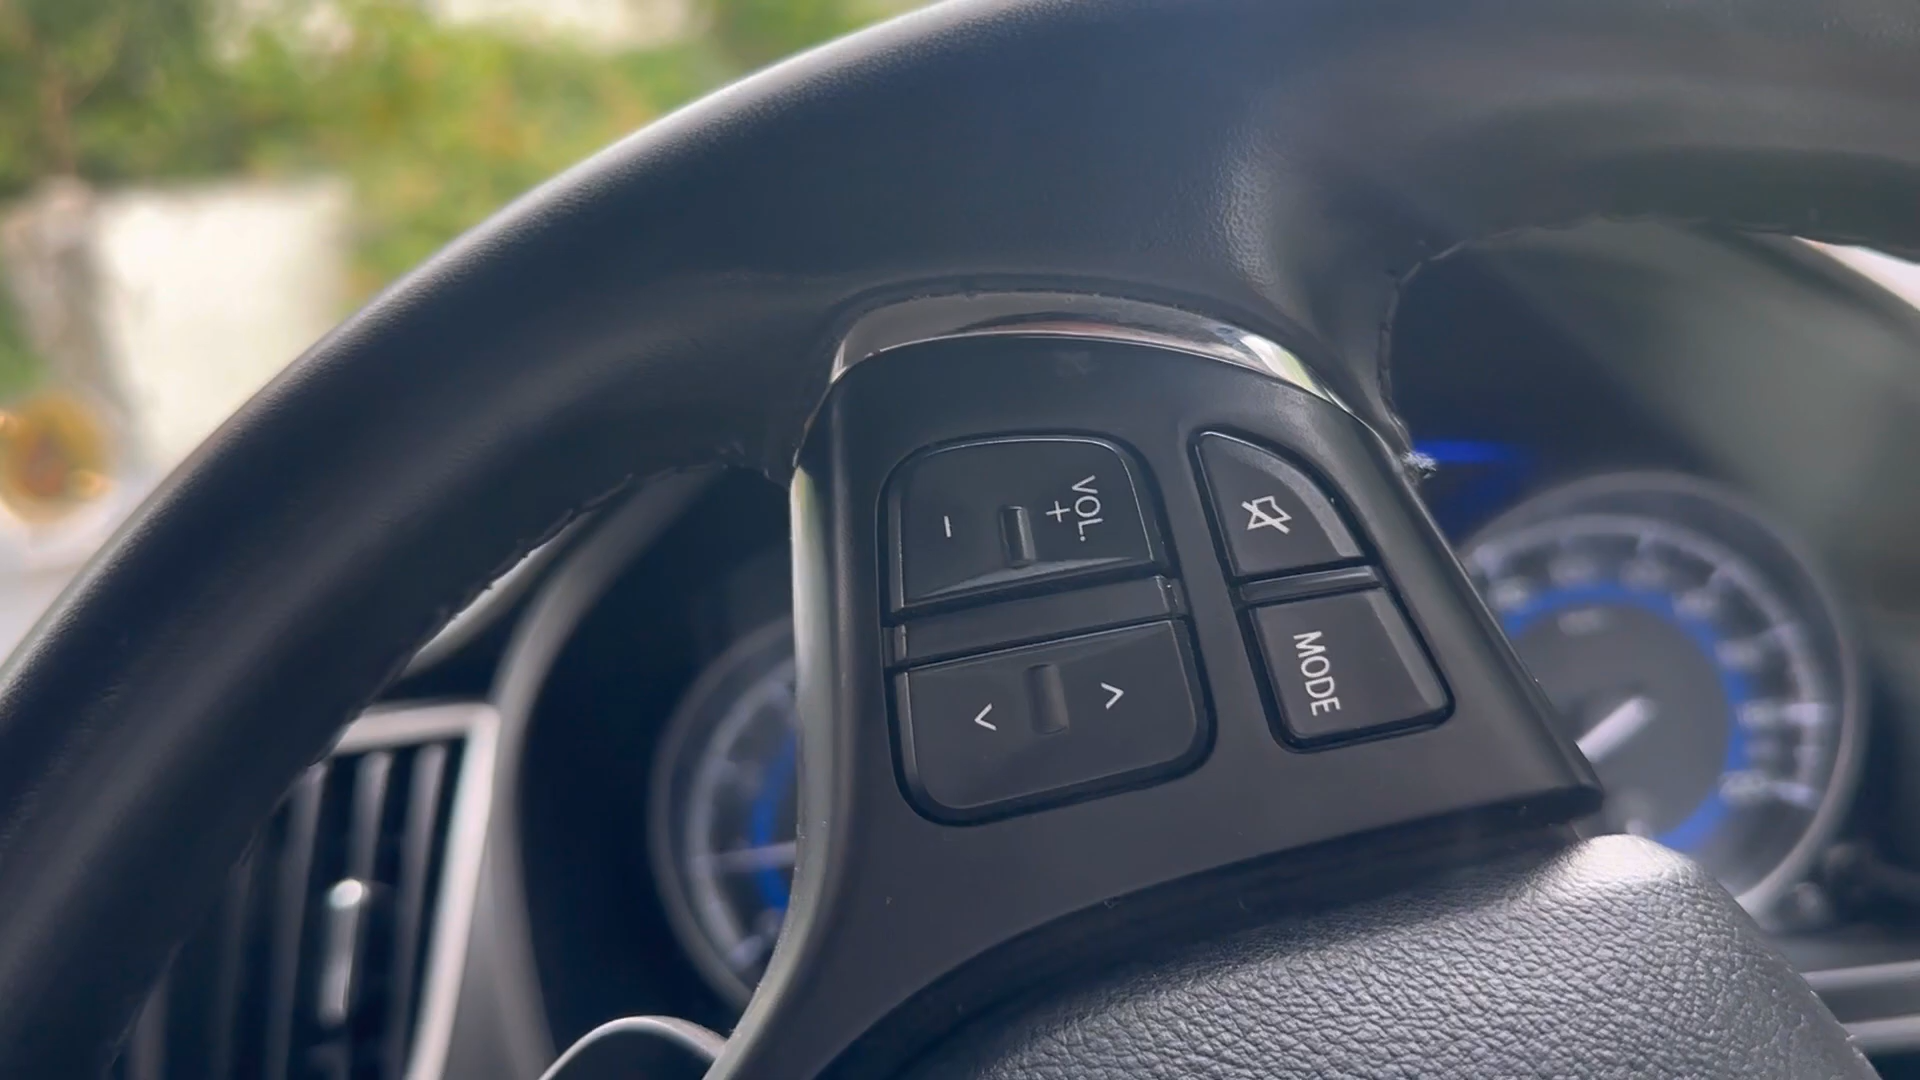 VOL.
+
-
< >
MODE